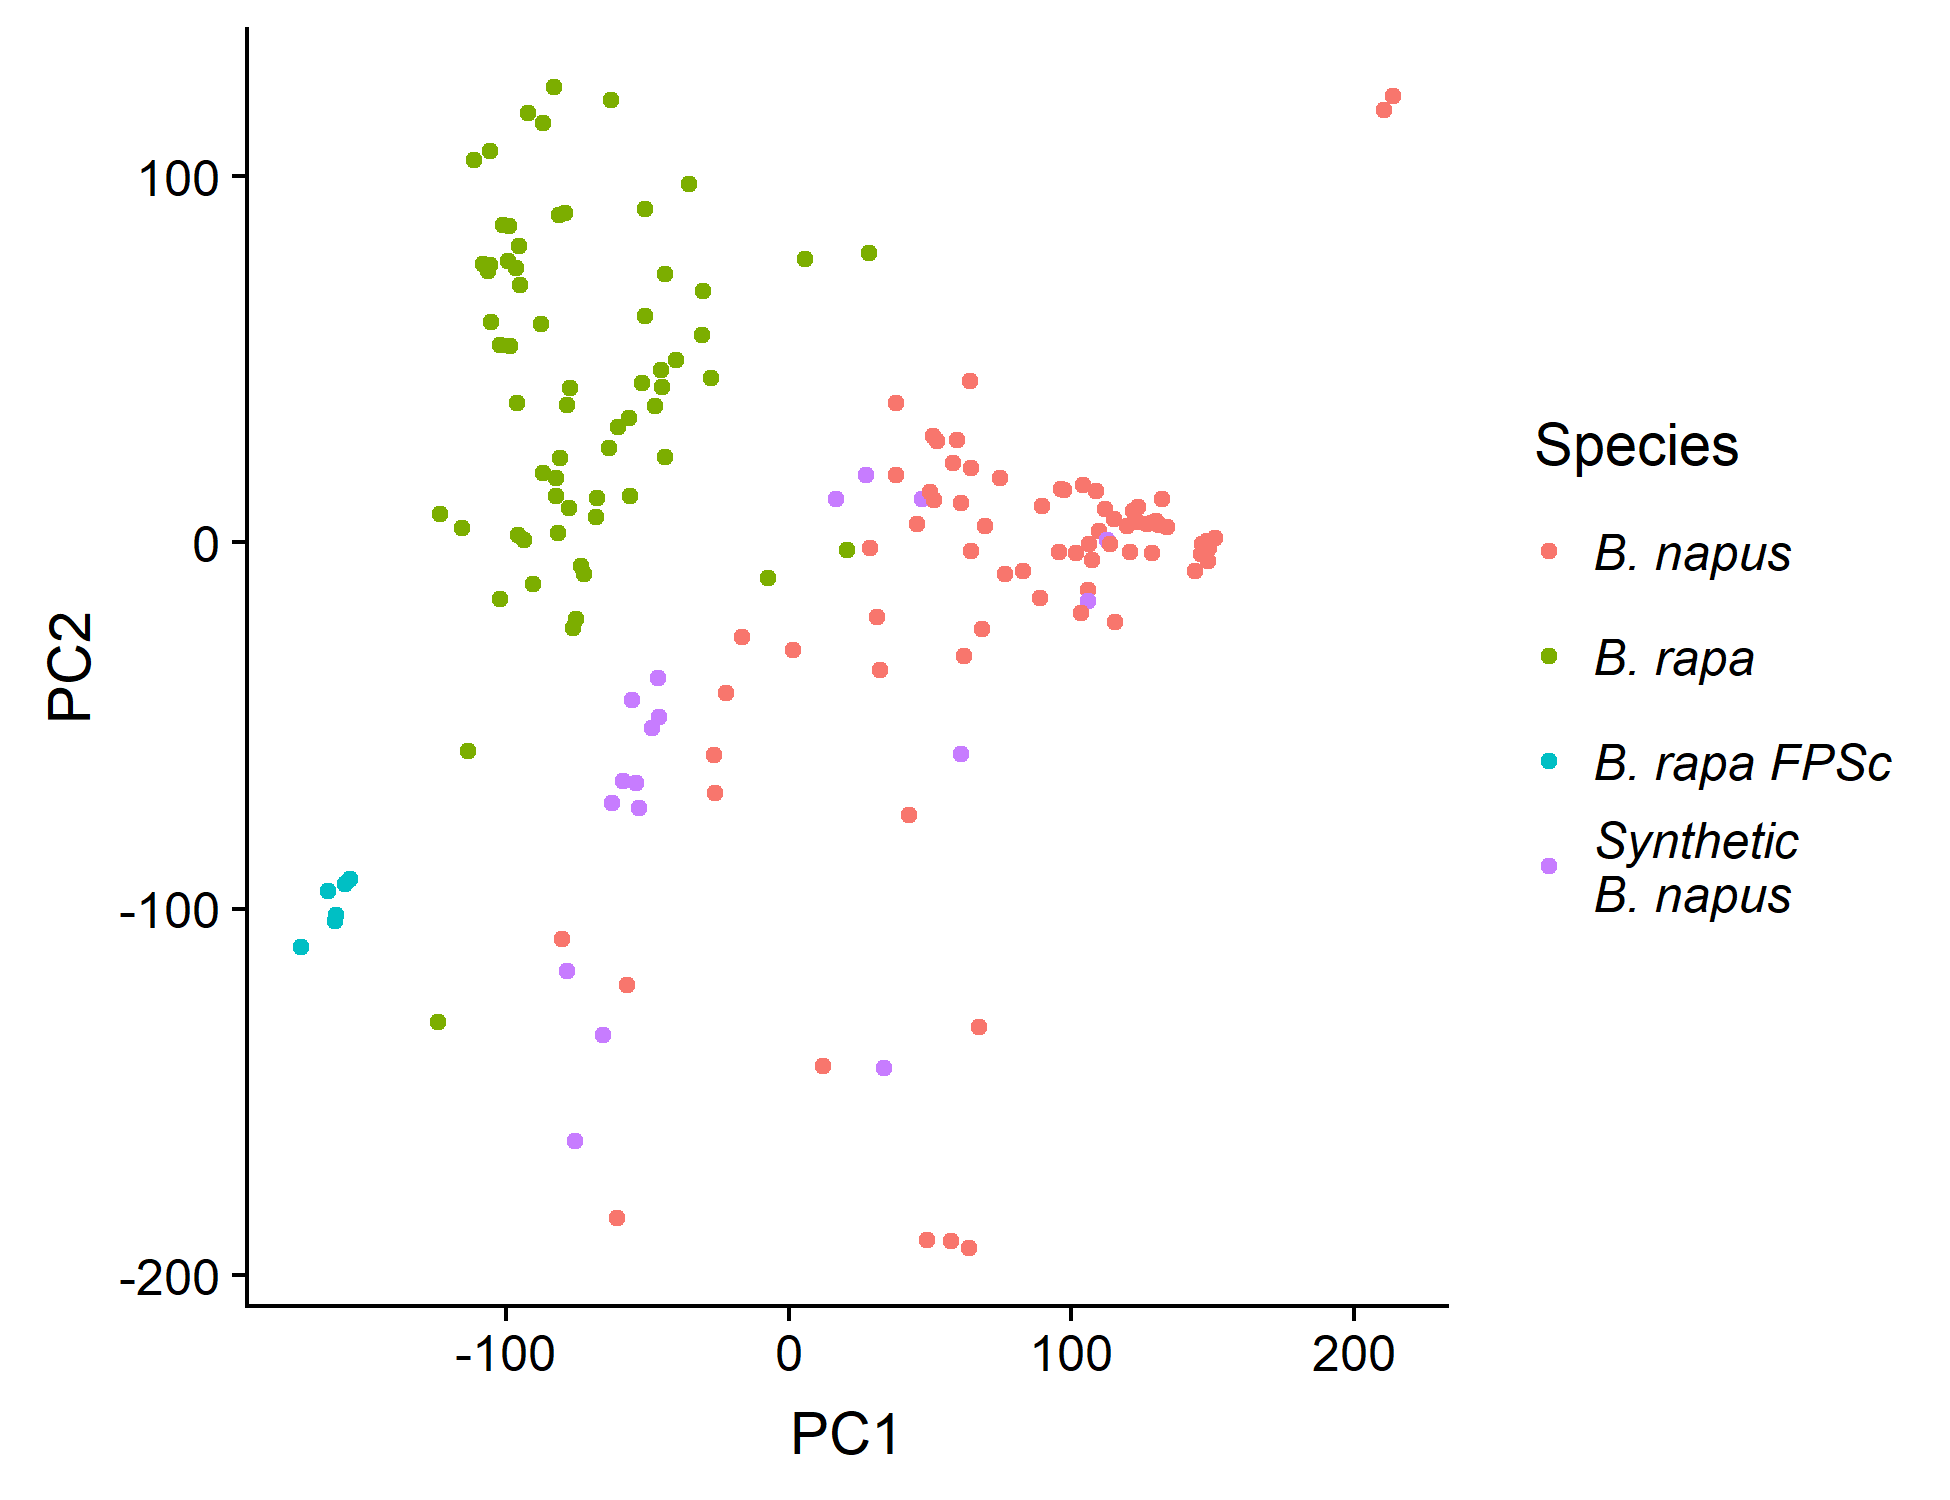 100
0
-100
-200
PC2
-100
0
100
200
PC1
Species
B. napus
B. rapa
B. rapa FPSc
Synthetic
B. napus